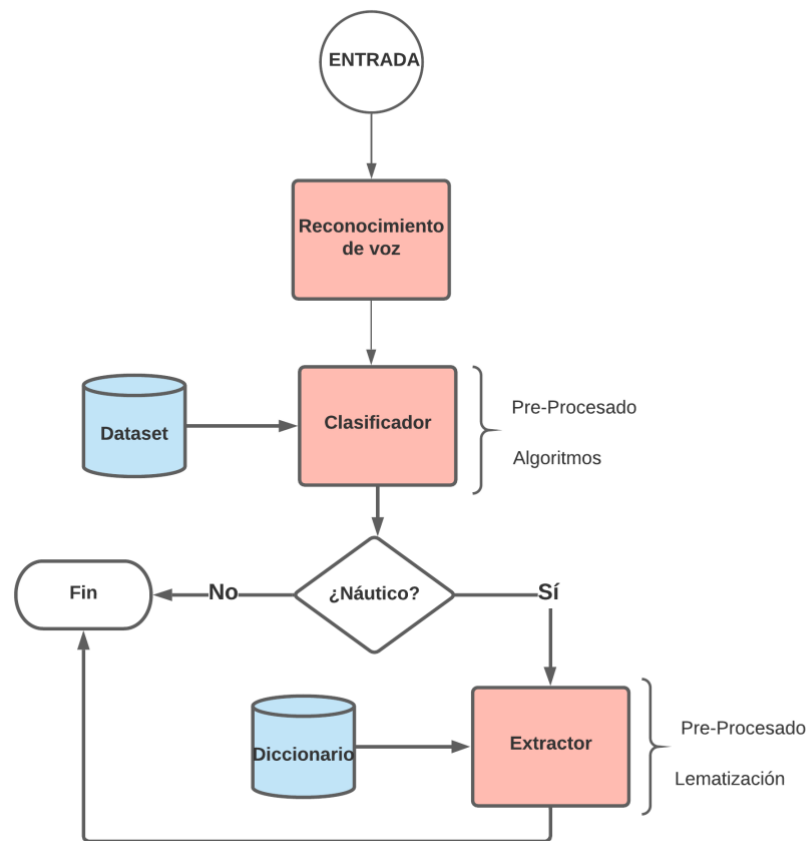 ENTRADA
Reconocimiento
de voz
Clasificador
Dataset
Pre-Procesado
Algoritmos
¿Náutico?
No
Sí
Fin
Extractor
Diccionario
Pre-Procesado
Lematización